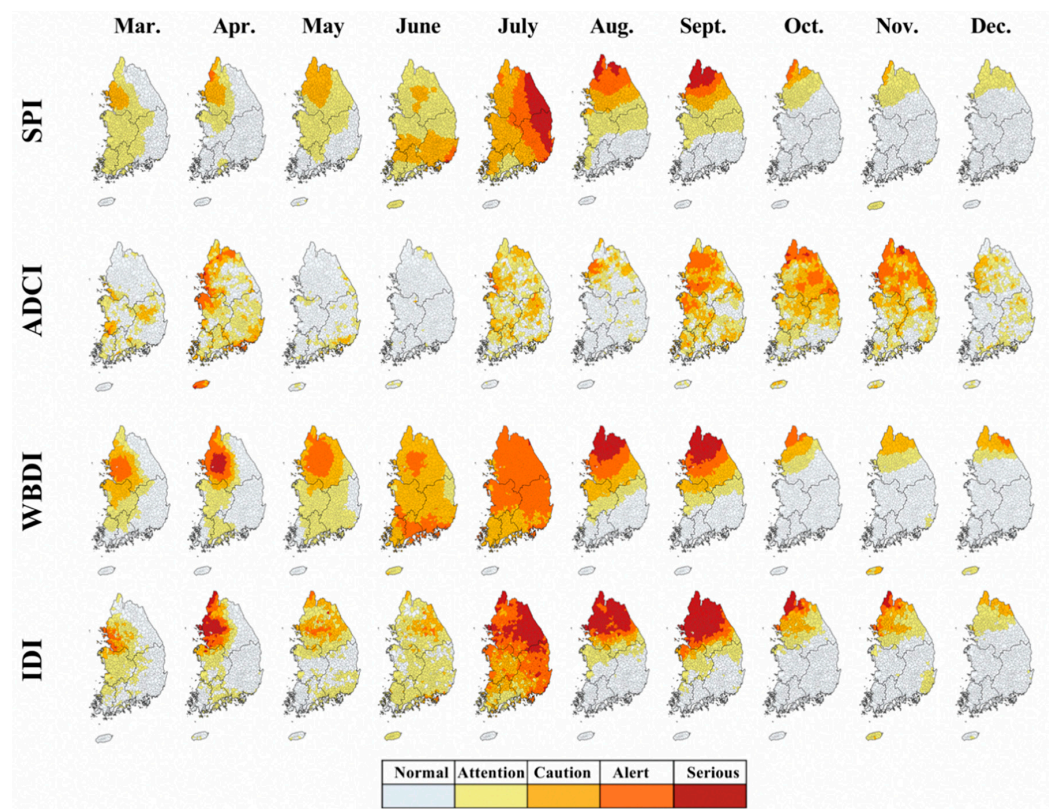 Mar. Apr. May June July Aug. Sept. Oct. Nov. Dec.
SPI
ADCI
WBDI
IDI
Normal Attention Caution Alert Serious